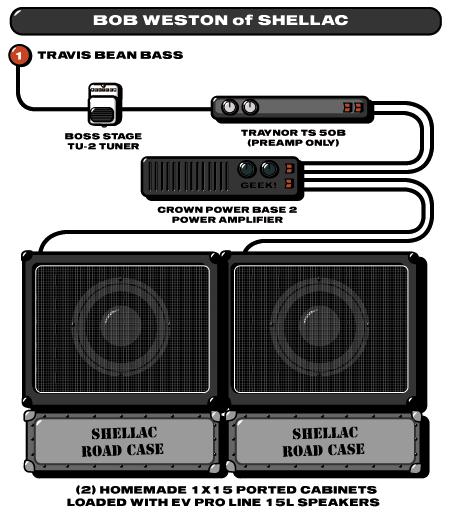 BOB WESTON of SHELLAC
1 TRAVIS BEAN BASS
BOSS STAGE
TU-2 TUNER
TRAYNOR TS 50B
(PREAMP ONLY)
GEEK!
CROWN POWER BASE 2
POWER AMPLIFIER
SHELLAC
ROAD CASE
SHELLAC
ROAD CASE
(2) HOMEMADE 1X15 PORTED CABINETS
LOADED WITH EV PRO LINE 15L SPEAKERS